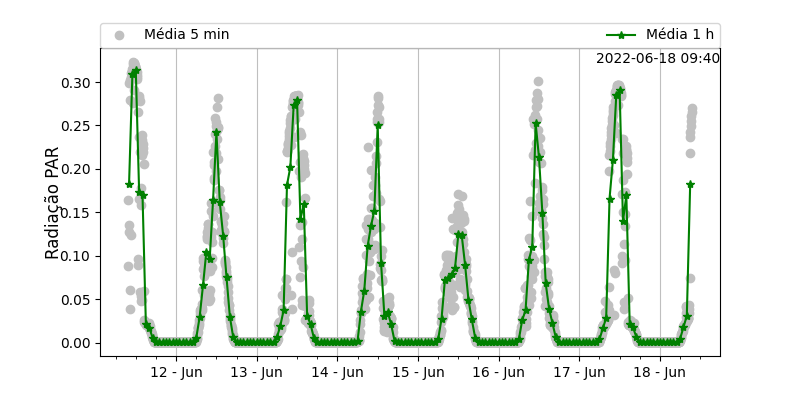 Média 5 min
Média 1 h
2022-06-18 09:40
Radiação PAR
0.30
0.25
0.20
0.15
0.10
0.05
0.00
12 - Jun
13 - Jun
14 - Jun
15 - Jun
16 - Jun
17 - Jun
18 - Jun